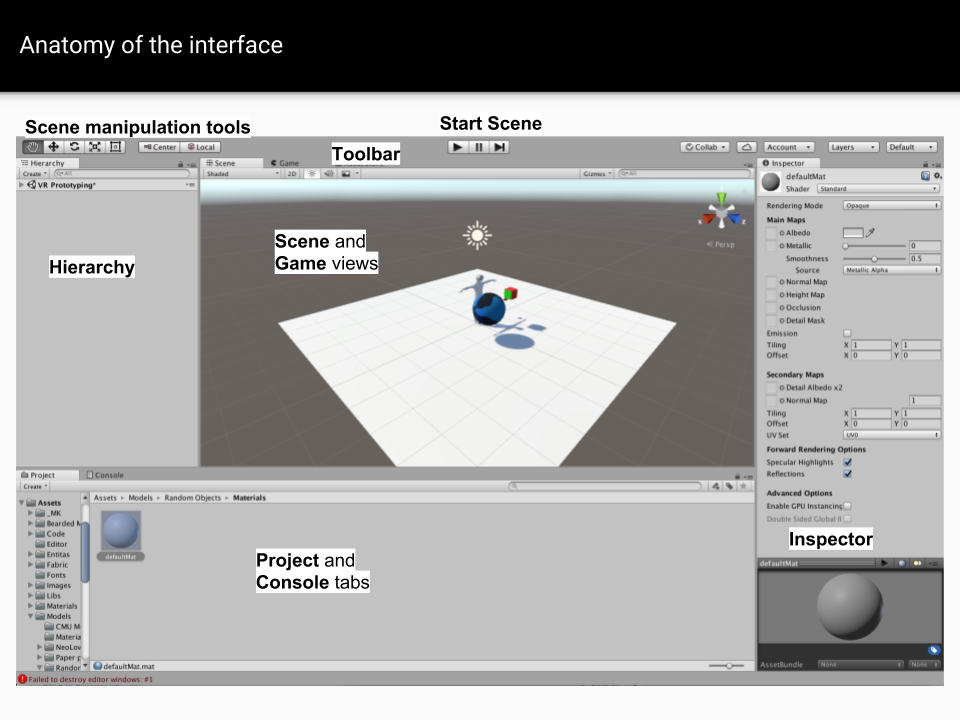 Anatomy of the interface
Scene manipulation tools
Start Scene
Center
Local
Toolbar
Collab
Account
Layers
Default
Hierarchy
Scene
Game
Inspector
Create
All
Shaded
2D
Gizmos
All
VR Prototyping*
defaultMat
Shader
Standard
Rendering Mode
Opaque
Main Maps
Albedo
Metallic
0
Smoothness
0.5
Source
Metallic Alpha
Normal Map
Height Map
Occlusion
Detail Mask
Emission
Tiling X 1 Y 1
Offset X 0 Y 0
Secondary Maps
Detail Albedo x2
Normal Map
1
Tiling X 1 Y 1
Offset X 0 Y 0
UV Set
UV0
Forward Rendering Options
Specular Highlights
Reflections
Advanced Options
Enable GPU Instancing
Double Sided Global Il
Inspector
y
x
z
Persp
Scene and
Game views
Hierarchy
Project
Console
Create
Assets
_MK
Bearded M
Code
Editor
Entitas
Fabric
Fonts
Images
Libs
Materials
Models
CMU M
Materia
NeoLov
Paper p
Randor
Assets
Models
Random Objects
Materials
defaultMat
Project and
Console tabs
defaultMat.mat
defaultMat
AssetBundle
None
None
Failed to destroy editor windows: #1